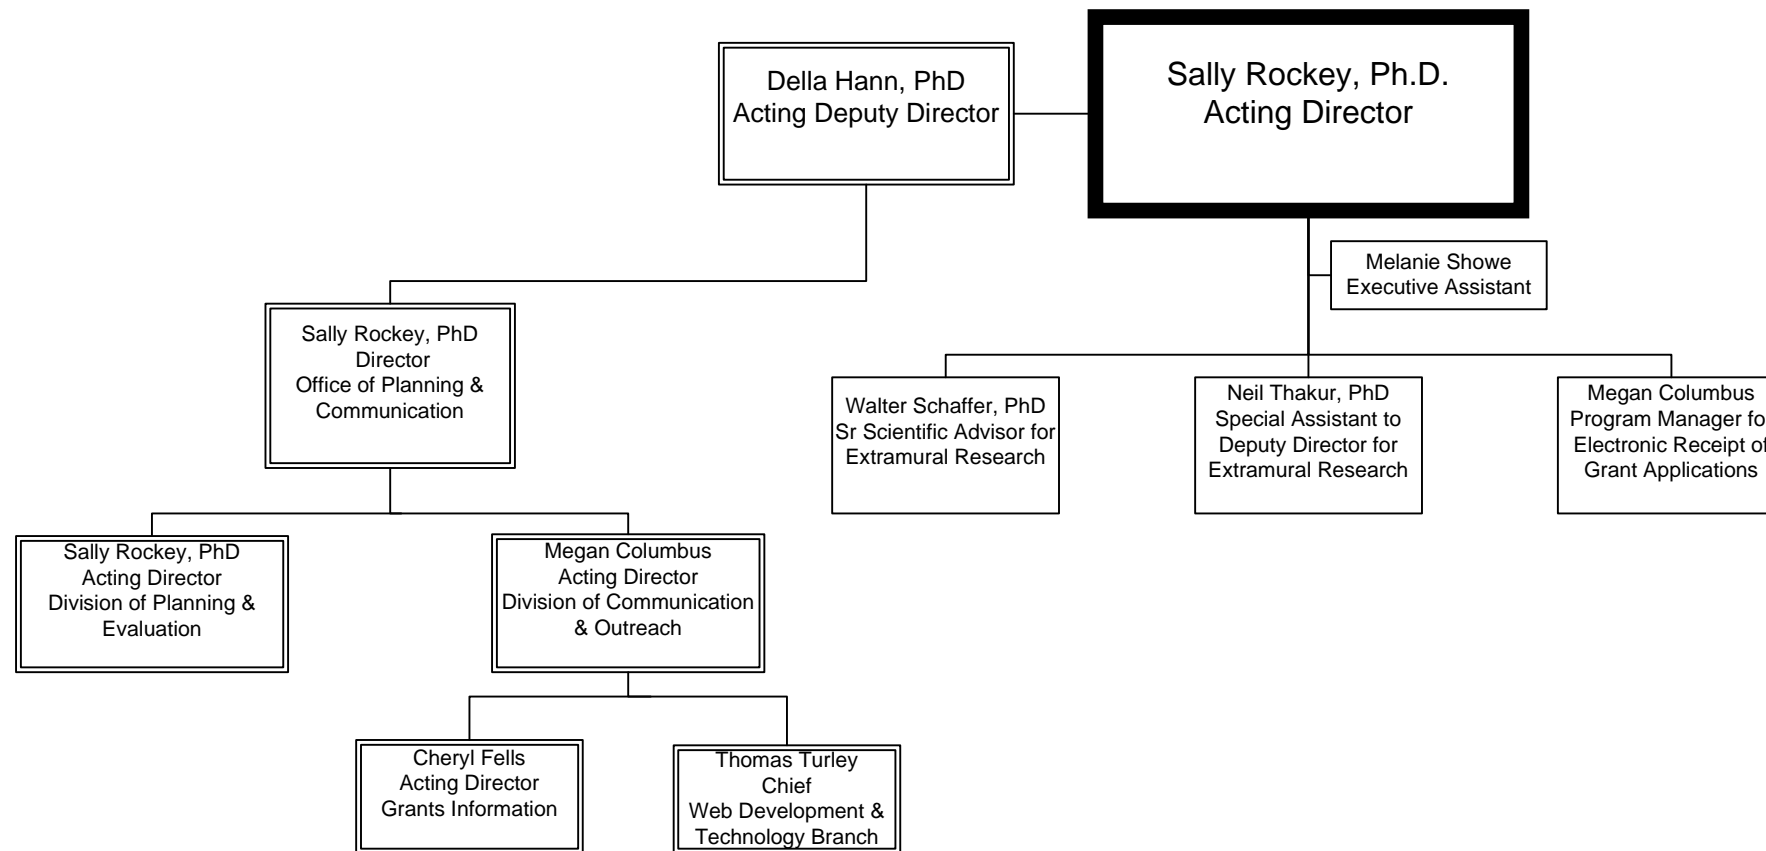 Della Hann, PhD
Acting Deputy Director
Sally Rockey, Ph.D.
Acting Director
Melanie Showe
Executive Assistant
Sally Rockey, PhD
Director
Office of Planning &
Communication
Walter Schaffer, PhD
Sr Scientific Advisor for
Extramural Research
Neil Thakur, PhD
Special Assistant to
Deputy Director for
Extramural Research
Megan Columbus
Program Manager fo
Electronic Receipt of
Grant Applications
Sally Rockey, PhD
Acting Director
Division of Planning &
Evaluation
Megan Columbus
Acting Director
Division of Communication
& Outreach
Cheryl Fells
Acting Director
Grants Information
Thomas Turley
Chief
Web Development &
Technology Branch